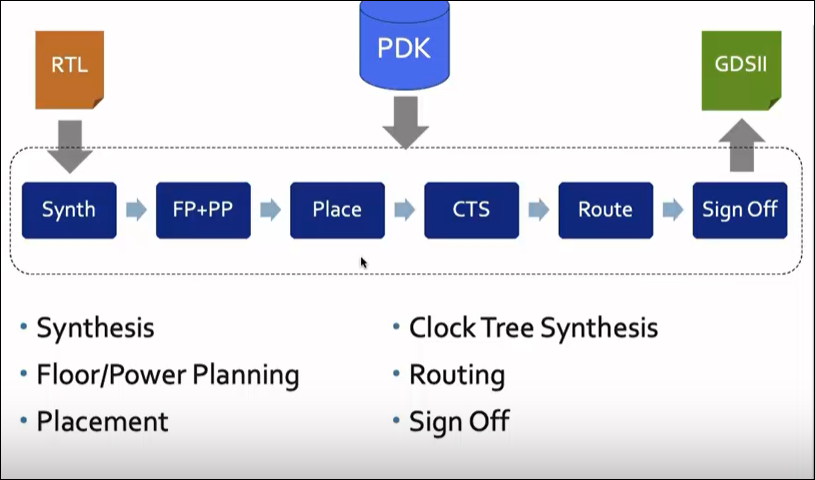 RTL
PDK
GDSII
Synth
FP+PP
Place
CTS
Route
Sign Off
• Synthesis
• Floor/Power Planning
• Placement
• Clock Tree Synthesis
• Routing
• Sign Off